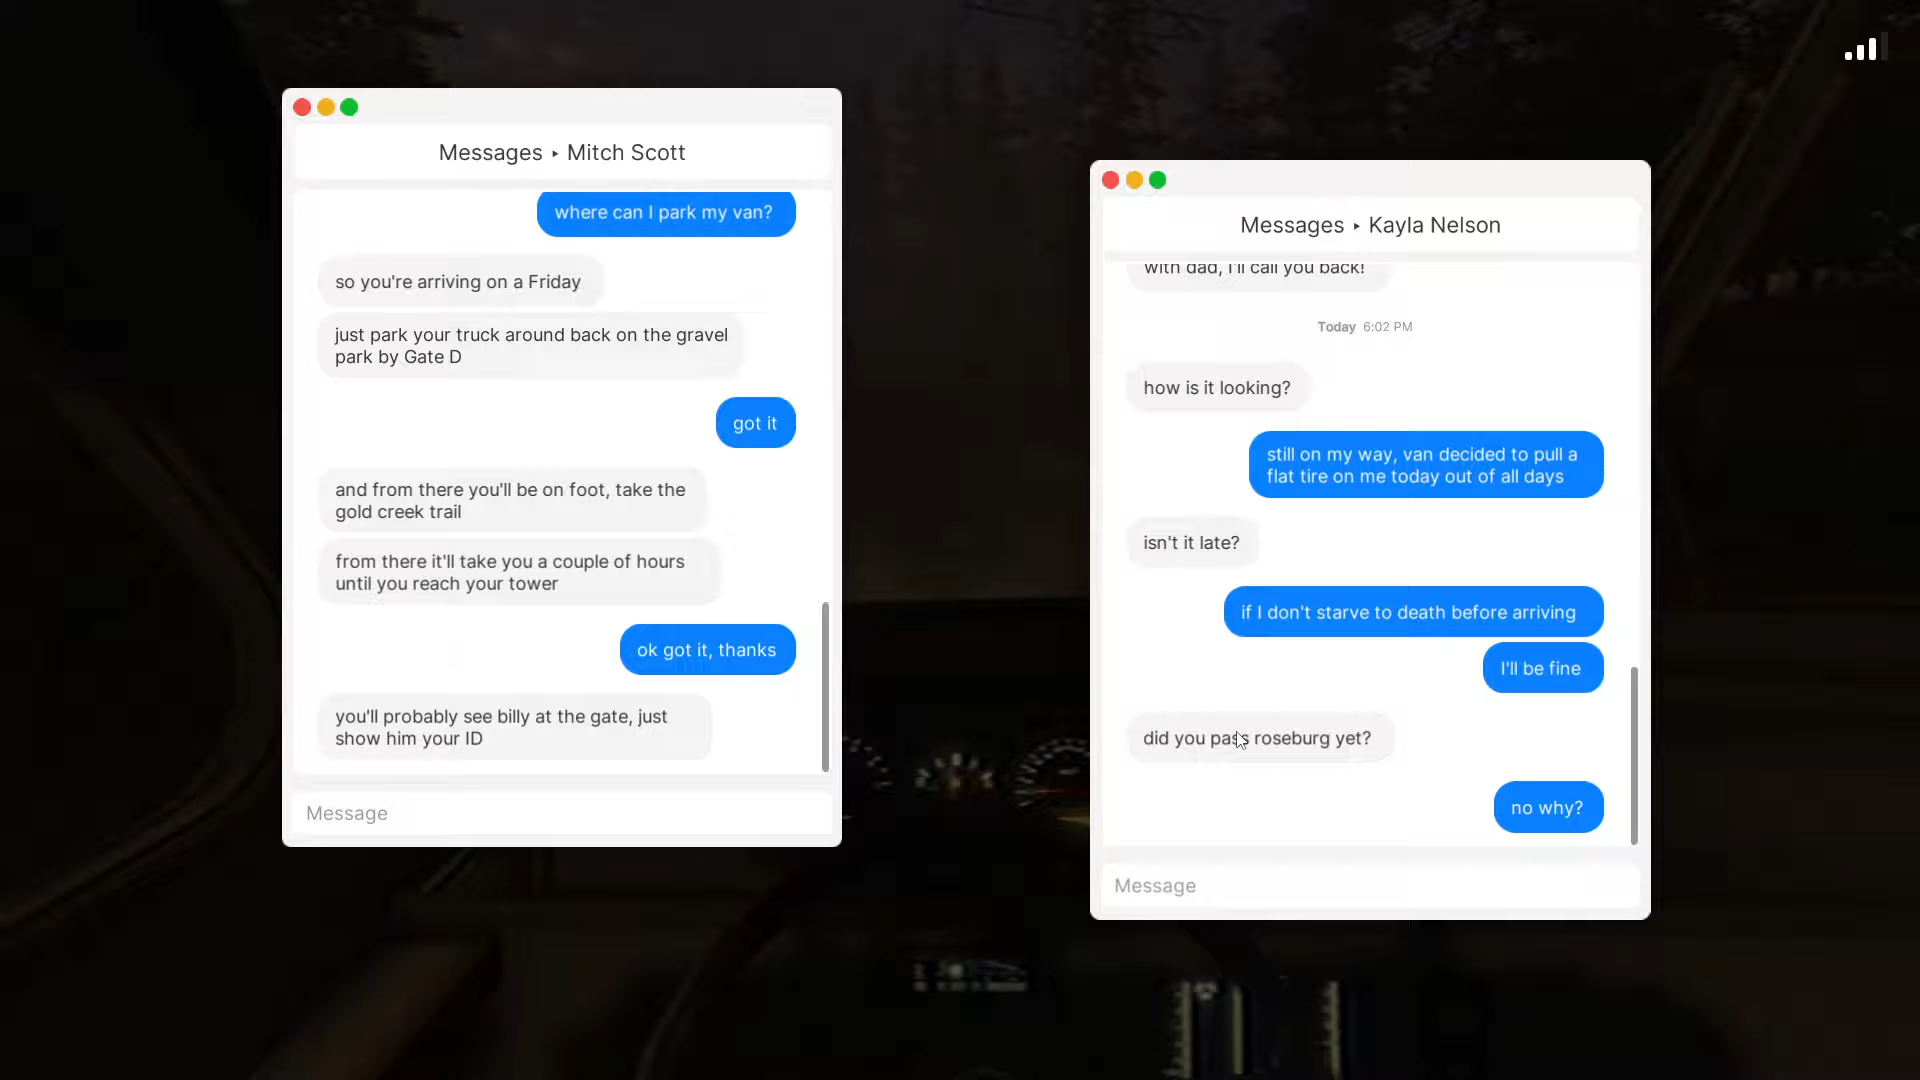 Messages ▸ Mitch Scott
where can I park my van?
so you're arriving on a Friday
just park your truck around back on the gravel
park by Gate D
got it
and from there you'll be on foot, take the
gold creek trail
from there it'll take you a couple of hours
until you reach your tower
ok got it, thanks
you'll probably see billy at the gate, just
show him your ID
Message
Messages ▸ Kayla Nelson
with dad, I'll call you back!
Today 6:02 PM
how is it looking?
still on my way, van decided to pull a
flat tire on me today out of all days
isn't it late?
if I don't starve to death before arriving
I'll be fine
did you pass roseburg yet?
no why?
Message